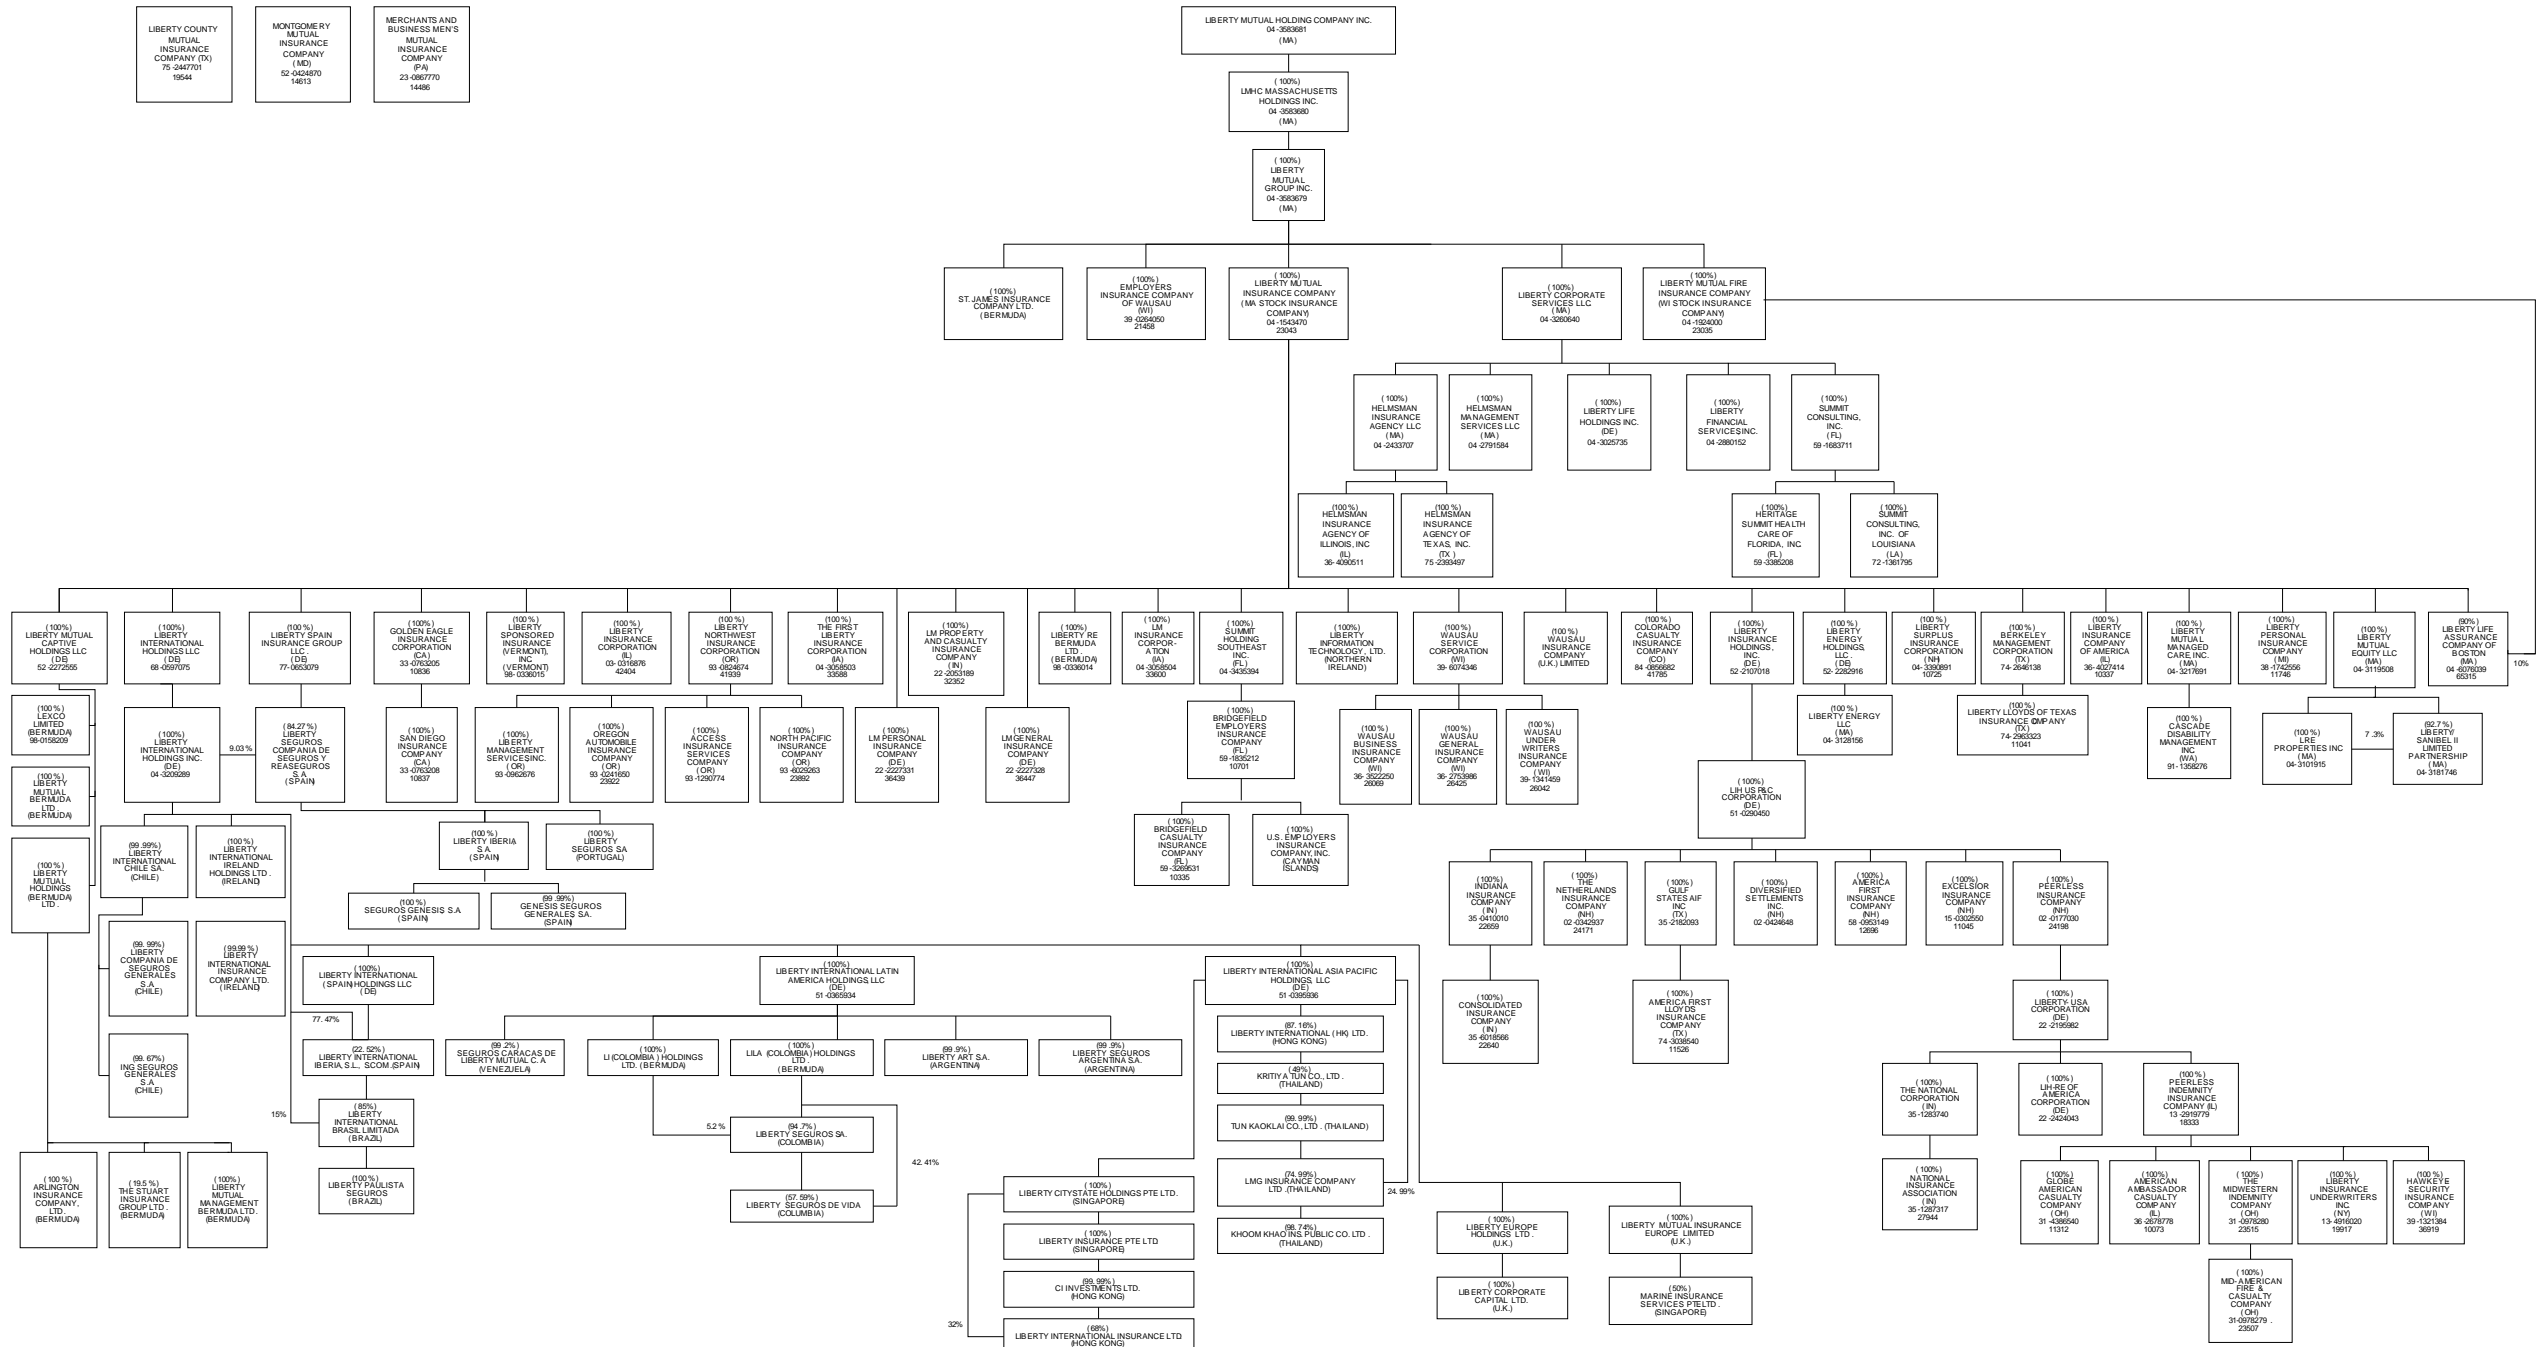 LIBERTY COUNTY
MUTUAL
INSURANCE
COMPANY (TX)
75 -2447701
19544
MONTGOMERY
MUTUAL
INSURANCE
COMPANY
(MD)
52 -0424870
14613
MERCHANTS AND
BUSINESS MEN'S
MUTUAL
INSURANCE
COMPANY
(PA)
23 -0867770
14486
LIBERTY MUTUAL HOLDING COMPANY INC.
04 -3583681
(MA)
(100%)
LMHC MASSACHUSETTS
HOLDINGS INC.
04 -3583680
(MA)
(100%)
LIBERTY
MUTUAL
GROUP INC.
04 -3583679
(MA)
(100%)
ST. JAMES INSURANCE
COMPANY LTD.
(BERMUDA)
(100%)
EMPLOYERS
INSURANCE COMPANY
OF WAUSAU
(WI)
39 -0264050
21458
(100%)
LIBERTY MUTUAL
INSURANCE COMPANY
(MA STOCK INSURANCE
COMPANY)
04 -1543470
23043
(100%)
LIBERTY CORPORATE
SERVICES LLC
(MA)
04 -3260640
(100%)
LIBERTY MUTUAL FIRE
INSURANCE COMPANY
(WI STOCK INSURANCE
COMPANY)
04 -1924000
23035
(100%)
HELMSMAN
INSURANCE
AGENCY LLC
(MA)
04 -2433707
(100%)
HELMSMAN
MANAGEMENT
SERVICES LLC
(MA)
04 -2791584
(100%)
LIBERTY LIFE
HOLDINGS INC.
(DE)
04 -3025735
(100%)
LIBERTY
FINANCIAL
SERVICES INC.
04 -2880152
(100%)
SUMMIT
CONSULTING,
INC.
(FL)
59 -1683711
(100%)
HELMSMAN
INSURANCE
AGENCY OF
ILLINOIS, INC
(IL)
36- 4090511
(100%)
HELMSMAN
INSURANCE
AGENCY OF
TEXAS, INC.
(TX )
75 -2393497
(100%)
HERITAGE
SUMMIT HEALTH
CARE OF
FLORIDA, INC
(FL)
59 -3385208
(100%)
SUMMIT
CONSULTING,
INC. OF
LOUISIANA
(LA)
72 -1361795
(100%)
LIBERTY MUTUAL
CAPTIVE
HOLDINGS LLC
(DE)
52 -2272555
(100%)
LIBERTY
INTERNATIONAL
HOLDINGS LLC
(DE)
68 -0597075
(100%)
LIBERTY SPAIN
INSURANCE GROUP
LLC .
(DE)
77- 0653079
(100%)
GOLDEN EAGLE
INSURANCE
CORPORATION
(CA)
33 -0763205
10836
(100%)
LIBERTY
SPONSORED
INSURANCE
(VERMONT),
INC
(VERMONT)
98- 0336015
(100%)
LIBERTY
INSURANCE
CORPORATION
(IL)
03- 0316876
42404
(100%)
LIBERTY
NORTHWEST
INSURANCE
CORPORATION
(OR)
93 -0824674
41939
(100%)
THE FIRST
LIBERTY
INSURANCE
CORPORATION
(IA)
04 -3058503
33588
(100%)
LM PROPERTY
AND CASUALTY
INSURANCE
COMPANY
(IN)
22 -2053189
32352
(100%)
LIBERTY RE
BERMUDA
LTD .
(BERMUDA)
98 -0336014
(100%)
LM
INSURANCE
CORPOR-
ATION
(IA)
04 -3058504
33600
(100%)
SUMMIT
HOLDING
SOUTHEAST
INC.
(FL)
04 -3435394
(100%)
LIBERTY
INFORMATION
TECHNOLOGY, LTD.
(NORTHERN
IRELAND)
(100%)
WAUSAU
SERVICE
CORPORATION
(WI)
39- 6074346
(100%)
WAUSAU
INSURANCE
COMPANY
(U.K.) LIMITED
(100%)
COLORADO
CASUALTY
INSURANCE
COMPANY
(CO)
84 -0856682
41785
(100%)
LIBERTY
INSURANCE
HOLDINGS,
INC.
(DE)
52 -2107018
(100%)
LIBERTY
ENERGY
HOLDINGS,
LLC .
(DE)
52- 2282916
(100%)
LIBERTY
SURPLUS
INSURANCE
CORPORATION
(NH)
04- 3390891
10725
(100%)
BERKELEY
MANAGEMENT
CORPORATION
(TX)
74- 2646138
(100%)
LIBERTY
INSURANCE
COMPANY
OF AMERICA
(IL)
36- 4027414
10337
(100%)
LIBERTY
MUTUAL
MANAGED
CARE, INC.
(MA)
04- 3217691
(100%)
LIBERTY
PERSONAL
INSURANCE
COMPANY
(MI)
38 -1742556
11746
(100%)
LIBERTY
MUTUAL
EQUITY LLC
(MA)
04- 3119508
(90%)
LIBERTY LIFE
ASSURANCE
COMPANY OF
BOSTON
(MA)
04 -6076039
65315
10%
(100%)
LEXCO
LIMITED
(BERMUDA)
98-0158209
(100%)
LIBERTY
MUTUAL
BERMUDA
LTD .
(BERMUDA)
(100%)
LIBERTY
MUTUAL
HOLDINGS
(BERMUDA)
LTD .
(100%)
LIBERTY
INTERNATIONAL
HOLDINGS INC.
(DE)
04 -3209289
9.03 %
(84.27%)
LIBERTY
SEGUROS
COMPANIA DE
SEGUROS Y
REASEGUROS
S.A
(SPAIN)
(100%)
SAN DIEGO
INSURANCE
COMPANY
(CA)
33 -0763208
10837
(100%)
LIBERTY
MANAGEMENT
SERVICES INC.
(OR)
93 -0962676
(100%)
OREGON
AUTOMOBILE
INSURANCE
COMPANY
(OR)
93 -0241650
23922
(100%)
ACCESS
INSURANCE
SERVICES
COMPANY
(OR)
93 -1290774
(100%)
NORTH PACIFIC
INSURANCE
COMPANY
(OR)
93 -6029263
23892
(100%)
LM PERSONAL
INSURANCE
COMPANY
(DE)
22 -2227331
36439
(100%)
LM GENERAL
INSURANCE
COMPANY
(DE)
22 -2227328
36447
(100%)
BRIDGEFIELD
EMPLOYERS
INSURANCE
COMPANY
(FL)
59 -1835212
10701
(100%)
WAUSAU
BUSINESS
INSURANCE
COMPANY
(WI)
36- 3522250
26069
(100%)
WAUSAU
GENERAL
INSURANCE
COMPANY
(WI)
36- 2753986
26425
(100%)
WAUSAU
UNDER-
WRITERS
INSURANCE
COMPANY
(WI)
39-1341459
26042
(100%)
LIBERTY ENERGY
LLC
(MA)
04- 3128156
(100%)
LIBERTY LLOYDS OF TEXAS
INSURANCE COMPANY
(TX)
74- 2963323
11041
(100%)
CASCADE
DISABILITY
MANAGEMENT
INC
(WA)
91-1358276
(100%)
LRE
PROPERTIES INC
(MA)
04- 3101915
7 .3%
(92.7%)
LIBERTY/
SANIBEL II
LIMITED
PARTNERSHIP
(MA)
04- 3181746
(100%)
LIH US P&C
CORPORATION
(DE)
51 -0290450
(99.99%)
LIBERTY
INTERNATIONAL
CHILE SA.
(CHILE)
(100%)
LIBERTY
INTERNATIONAL
IRELAND
HOLDINGS LTD .
(IRELAND)
(100%)
LIBERTY IBERIA
S.A
(SPAIN)
(100%)
LIBERTY
SEGUROS SA
(PORTUGAL)
(100%)
BRIDGEFIELD
CASUALTY
INSURANCE
COMPANY
(FL)
59 -3269531
10335
(100%)
U.S. EMPLOYERS
INSURANCE
COMPANY, INC.
(CAYMAN
ISLANDS)
(100%)
SEGUROS GENESIS S.A
(SPAIN)
(99 .99%)
GENESIS SEGUROS
GENERALES SA.
(SPAIN)
(100%)
INDIANA
INSURANCE
COMPANY
(IN)
35 -0410010
22659
(100%)
THE
NETHERLANDS
INSURANCE
COMPANY
(NH)
02 -0342937
24171
(100%)
GULF
STATES AIF
INC
(TX)
35 -2182093
(100%)
DIVERSIFIED
SETTLEMENTS
INC.
(NH)
02 -0424648
(100%)
AMERICA
FIRST
INSURANCE
COMPANY
(NH)
58 -0953149
12696
(100%)
EXCELSIOR
INSURANCE
COMPANY
(NH)
15 -0302550
11045
(100%)
PEERLESS
INSURANCE
COMPANY
(NH)
02 -0177030
24198
(99. 99%)
LIBERTY
COMPANIA DE
SEGUROS
GENERALES
S.A
(CHILE)
(99.99 %)
LIBERTY
INTERNATIONAL
INSURANCE
COMPANY LTD.
(IRELAND)
(100%)
LIBERTY INTERNATIONAL
(SPAIN) HOLDINGS LLC
(DE)
(100%)
LIBERTY INTERNATIONAL LATIN
AMERICA HOLDINGS, LLC
(DE)
51 -0365934
(100%)
LIBERTY INTERNATIONAL ASIA PACIFIC
HOLDINGS, LLC
(DE)
51 -0395936
(100%)
CONSOLIDATED
INSURANCE
COMPANY
(IN)
35 -6018566
22640
(100%)
AMERICA FIRST
LLOYDS
INSURANCE
COMPANY
(TX)
74 -3038540
11526
(100%)
LIBERTY- USA
CORPORATION
(DE)
22 -2195982
77. 47%
(99. 67%)
ING SEGUROS
GENERALES
S.A
(CHILE)
(22. 52%)
LIBERTY INTERNATIONAL
IBERIA, S.L., SCOM.(SPAIN)
(99 .2%)
SEGUROS CARACAS DE
LIBERTY MUTUAL C. A
(VENEZUELA)
(100%)
LI (COLOMBIA ) HOLDINGS
LTD. (BERMUDA)
(100%)
LILA (COLOMBIA) HOLDINGS
LTD .
(BERMUDA)
(99 .9%)
LIBERTY ART SA.
(ARGENTINA)
(99 .9%)
LIBERTY SEGUROS
ARGENTINA S.A.
(ARGENTINA)
(87. 16%)
LIBERTY INTERNATIONAL (HK) LTD.
(HONG KONG)
(49%)
KRITIYA TUN CO., LTD .
(THAILAND)
(99. 99%)
TUN KAOKLAI CO., LTD . (THAILAND)
(74. 99%)
LMG INSURANCE COMPANY
LTD .(THAILAND)
24. 99%
(98. 74%)
KHOOM KHAO INS. PUBLIC CO. LTD .
(THAILAND)
(100%)
THE NATIONAL
CORPORATION
(IN)
35 -1283740
(100%)
LIH-RE OF
AMERICA
CORPORATION
(DE)
22 -2424043
(100%)
PEERLESS
INDEMNITY
INSURANCE
COMPANY (IL)
13 -2919779
18333
15%
(85%)
LIBERTY
INTERNATIONAL
BRASIL LIMITADA
(BRAZIL)
5.2 %
(94 .7%)
LIBERTY SEGUROS SA.
(COLOMBIA)
42. 41%
(57. 59%)
LIBERTY SEGUROS DE VIDA
(COLUMBIA)
(100%)
ARLINGTON
INSURANCE
COMPANY,
LTD.
(BERMUDA)
(19.5 %)
THE STUART
INSURANCE
GROUP LTD .
(BERMUDA)
(100%)
LIBERTY
MUTUAL
MANAGEMENT
BERMUDA LTD.
(BERMUDA)
(100%)
LIBERTY PAULISTA
SEGUROS
(BRAZIL)
(100%)
LIBERTY CITYSTATE HOLDINGS PTE LTD.
(SINGAPORE)
(100%)
LIBERTY INSURANCE PTE LTD
(SINGAPORE)
(99. 99%)
CI INVESTMENTS LTD.
(HONG KONG)
32%
(68%)
LIBERTY INTERNATIONAL INSURANCE LTD
(HONG KONG)
(100%)
LIBERTY EUROPE
HOLDINGS LTD .
(U.K.)
(100%)
LIBERTY CORPORATE
CAPITAL LTD.
(U.K.)
(100%)
LIBERTY MUTUAL INSURANCE
EUROPE LIMITED
(U.K.)
(50%)
MARINE INSURANCE
SERVICES PTE LTD .
(SINGAPORE)
(100%)
NATIONAL
INSURANCE
ASSOCIATION
(IN)
35 -1287317
27944
(100%)
GLOBE
AMERICAN
CASUALTY
COMPANY
(OH)
31 -4386540
11312
(100%)
AMERICAN
AMBASSADOR
CASUALTY
COMPANY
(IL)
36 -2678778
10073
(100%)
THE
MIDWESTERN
INDEMNITY
COMPANY
(OH)
31 -0978280
23515
(100%)
LIBERTY
INSURANCE
UNDERWRITERS
INC.
(NY)
13- 4916020
19917
(100%)
HAWKEYE
SECURITY
INSURANCE
COMPANY
(WI)
39 -1321384
36919
(100%)
MID- AMERICAN
FIRE &
CASUALTY
COMPANY
(OH)
31-0978279 .
23507